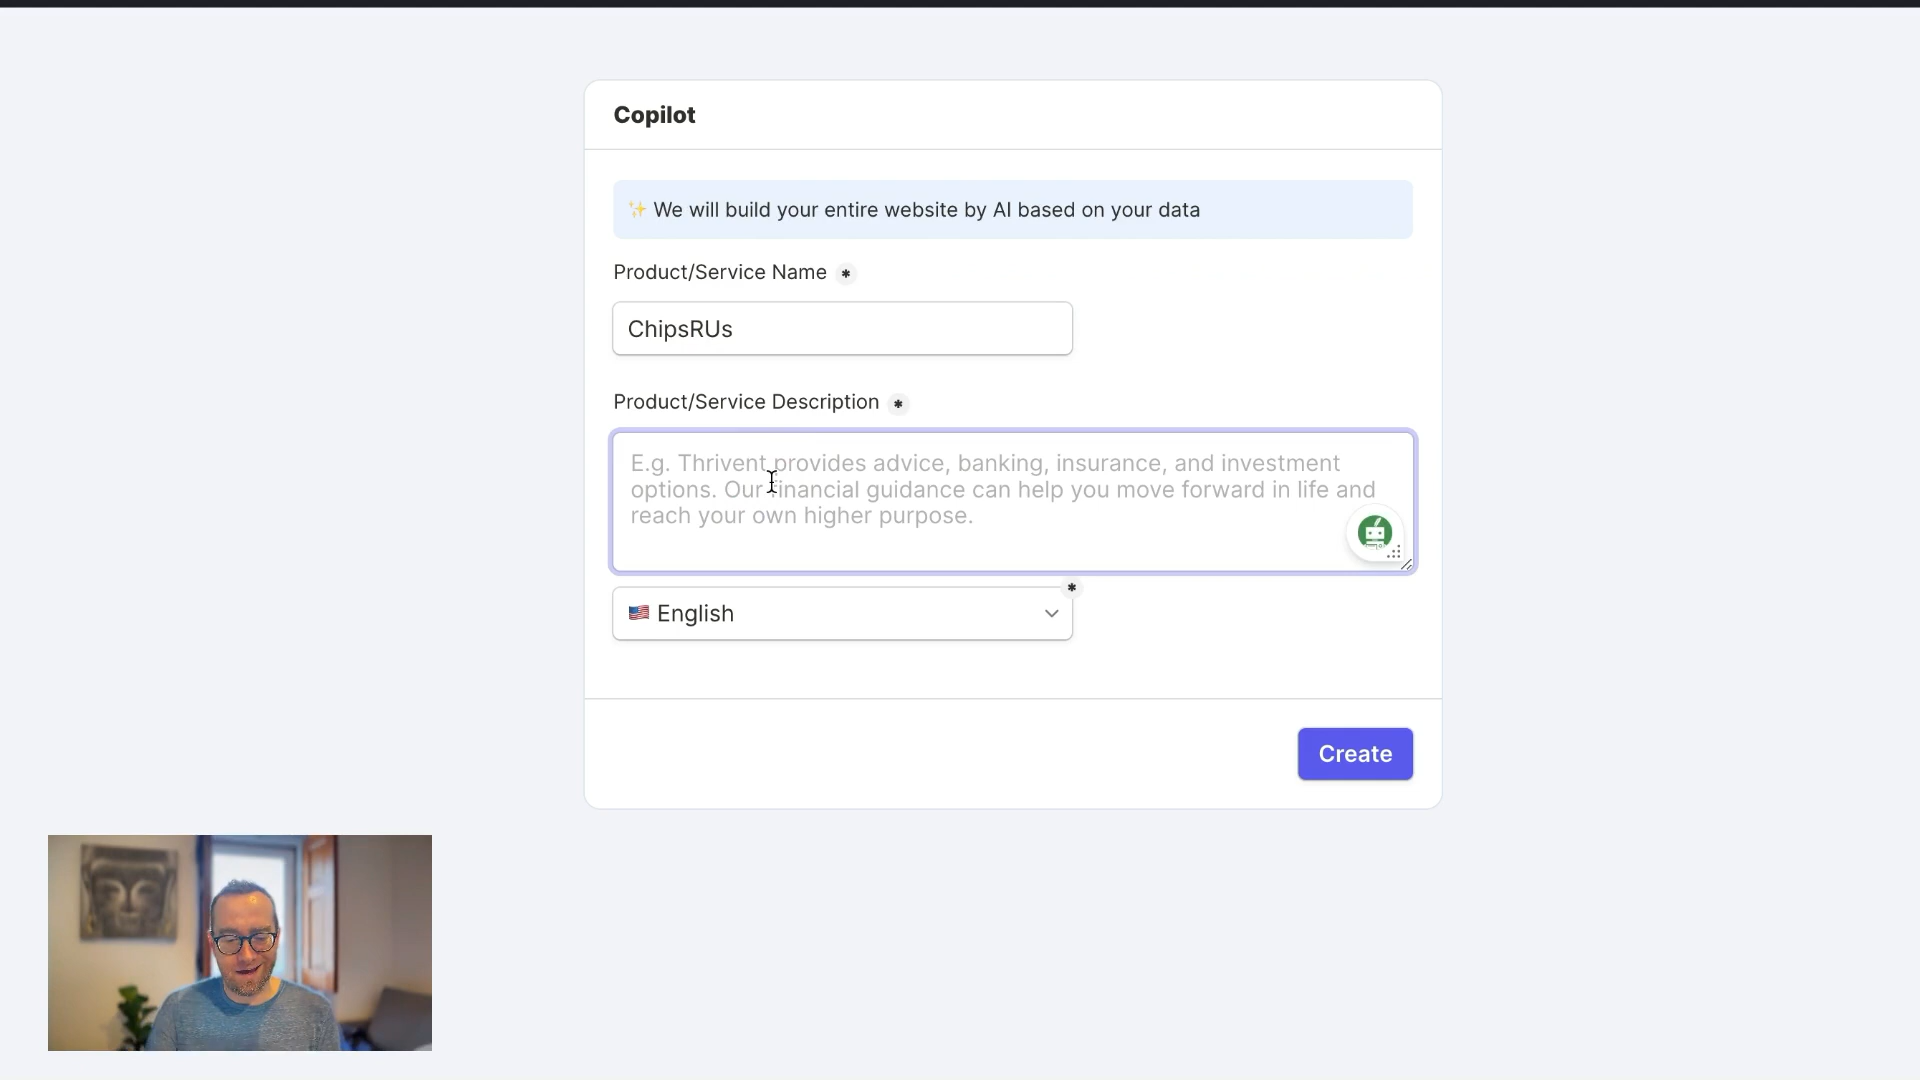 Copilot
✨ We will build your entire website by AI based on your data
Product/Service Name *
ChipsRUs
Product/Service Description *
E.g. Thrivent provides advice, banking, insurance, and investment
options. Our financial guidance can help you move forward in life and
reach your own higher purpose.
*
🇺🇸 English
Create